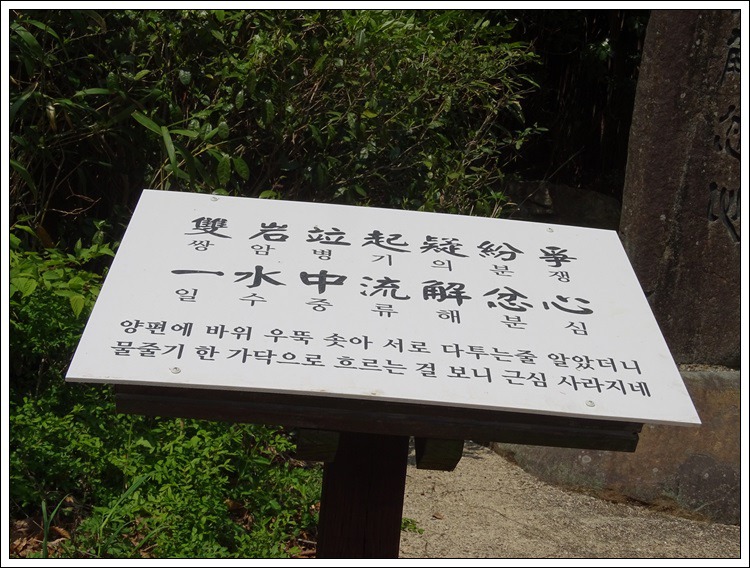 雙岩竝起疑紛爭
쌍암병기의분쟁
一水中流解忿心
일수중류해분심
양편에 바위 우뚝 솟아 서로 다투는줄 알았더니
물줄기 한 가닥으로 흐르는 걸 보니 근심 사라지네